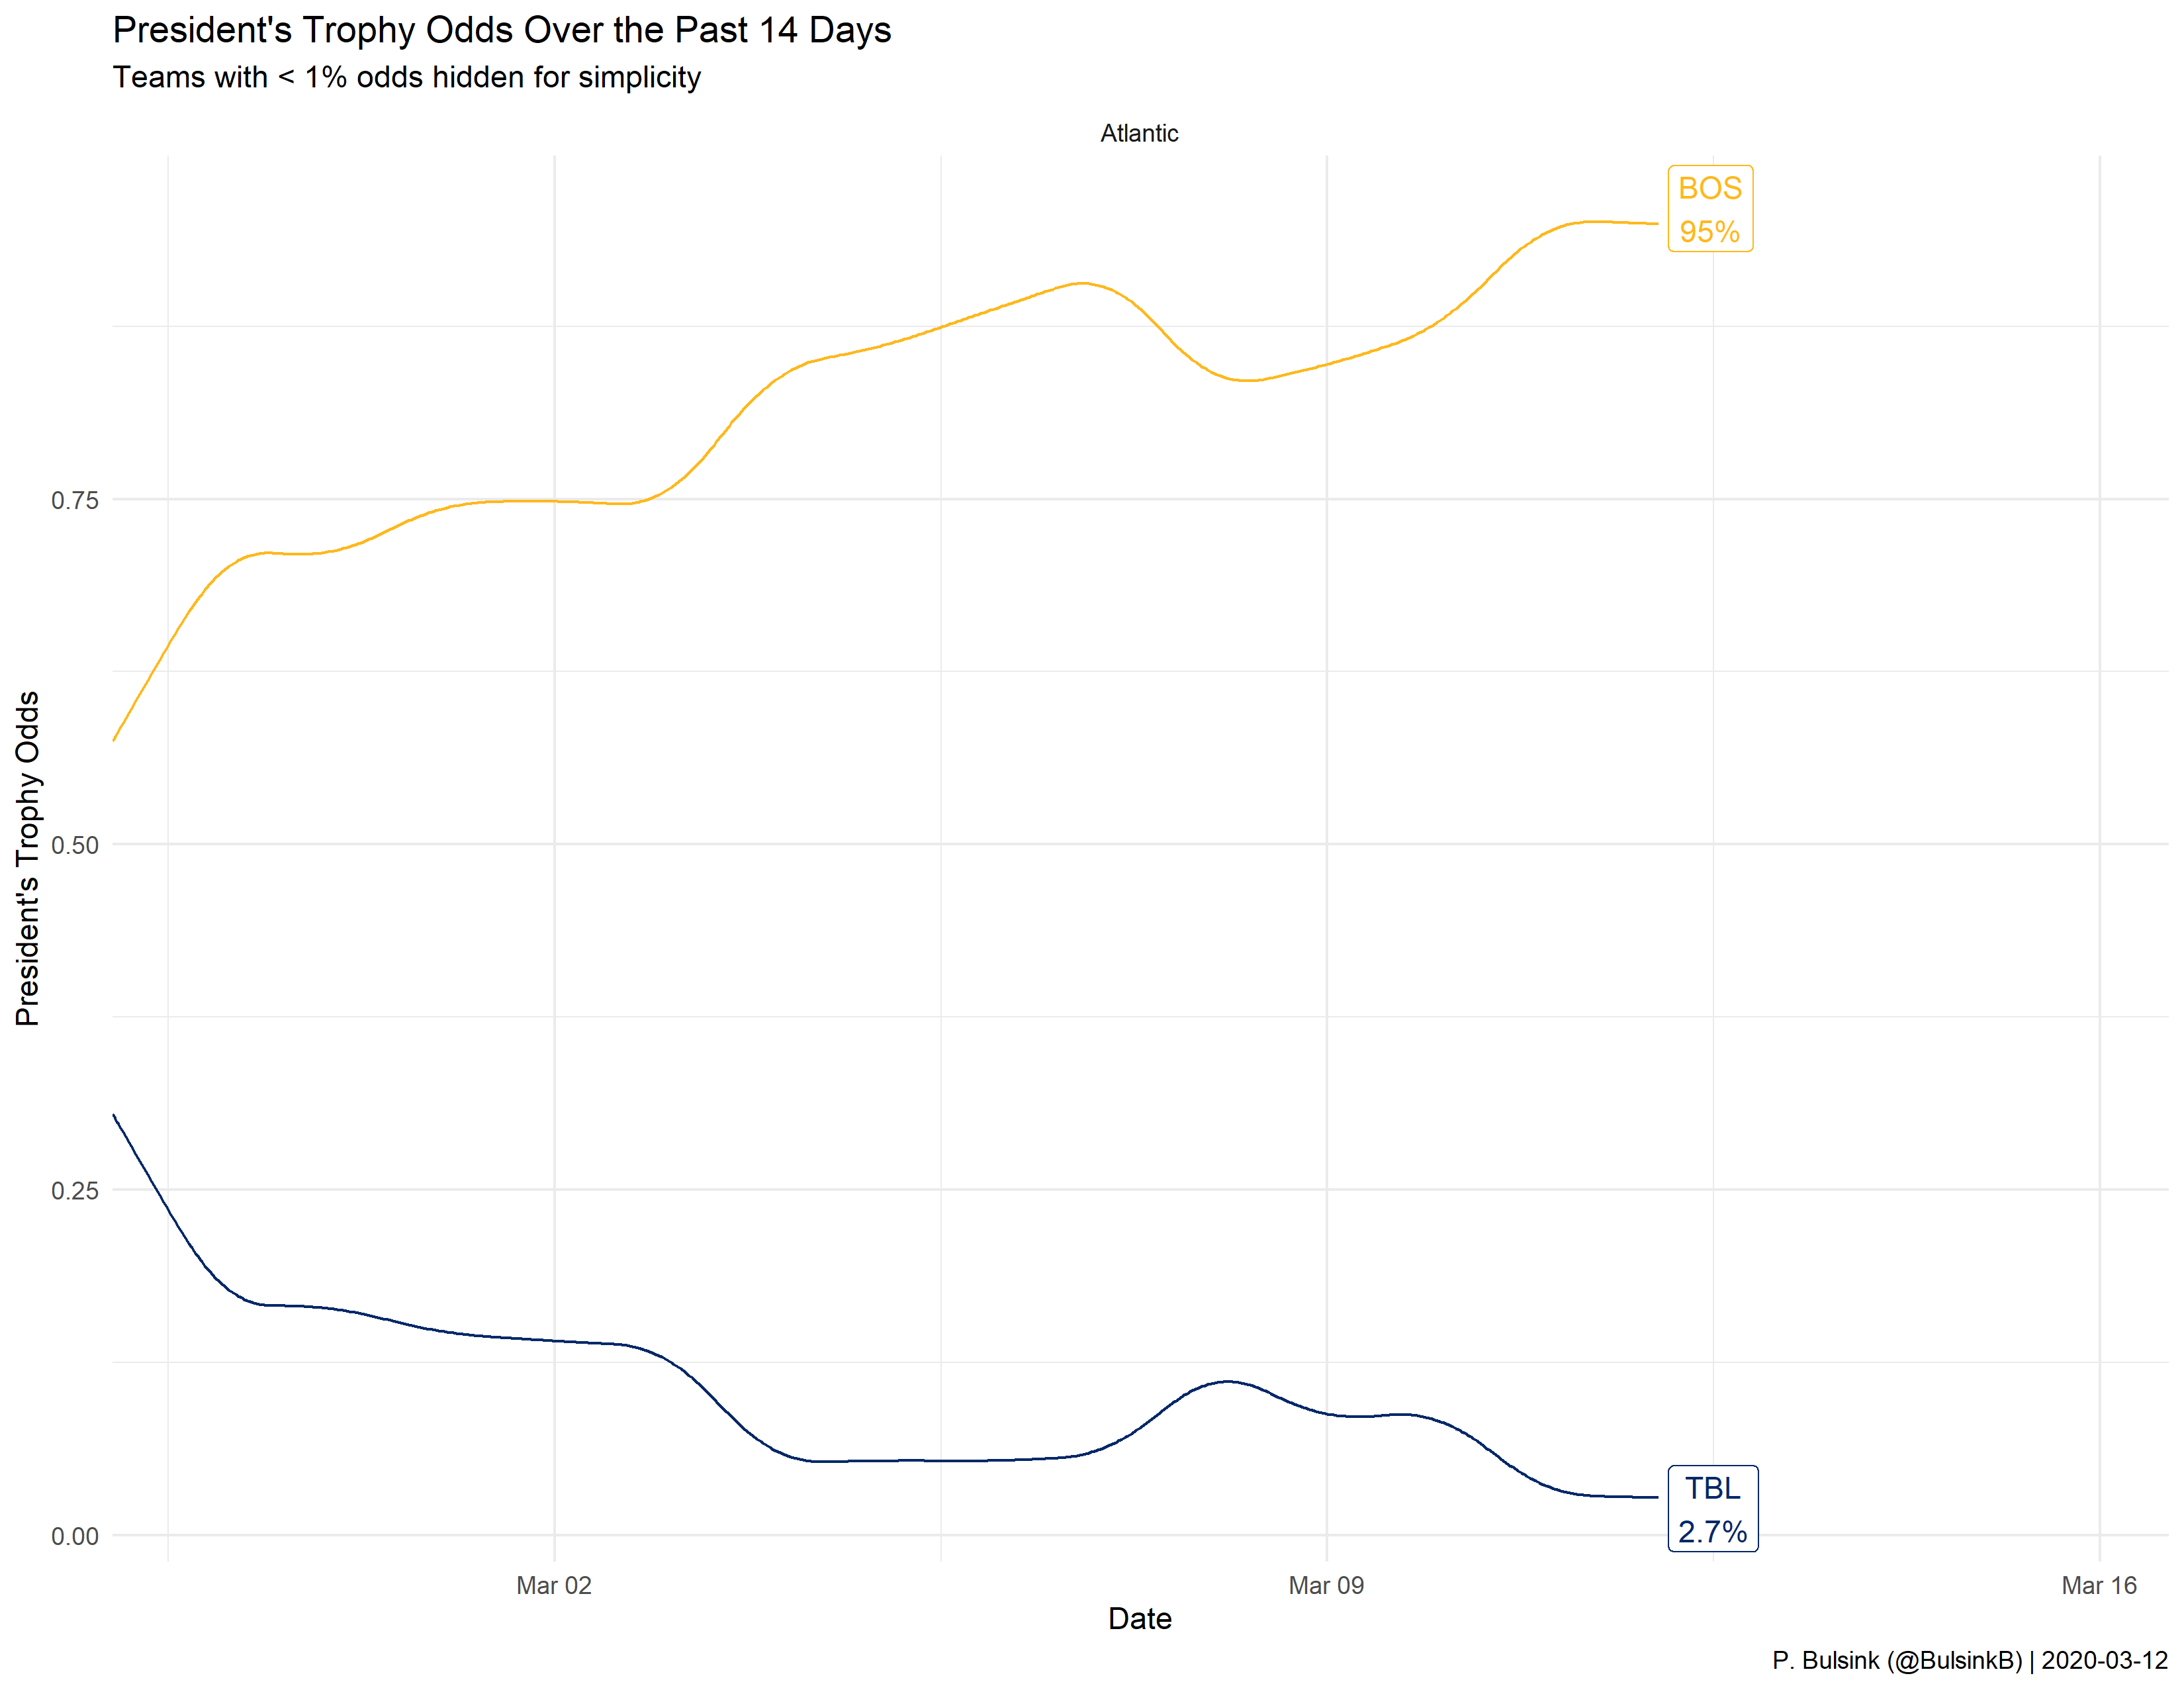 President's Trophy Odds Over the Past 14 Days
Teams with < 1% odds hidden for simplicity
Atlantic
BOS
95%
0.75
0.50
0.25
0.00
President's Trophy Odds
TBL
2.7%
Mar 02
Mar 09
Mar 16
Date
P. Bulsink (@BulsinkB) | 2020-03-12